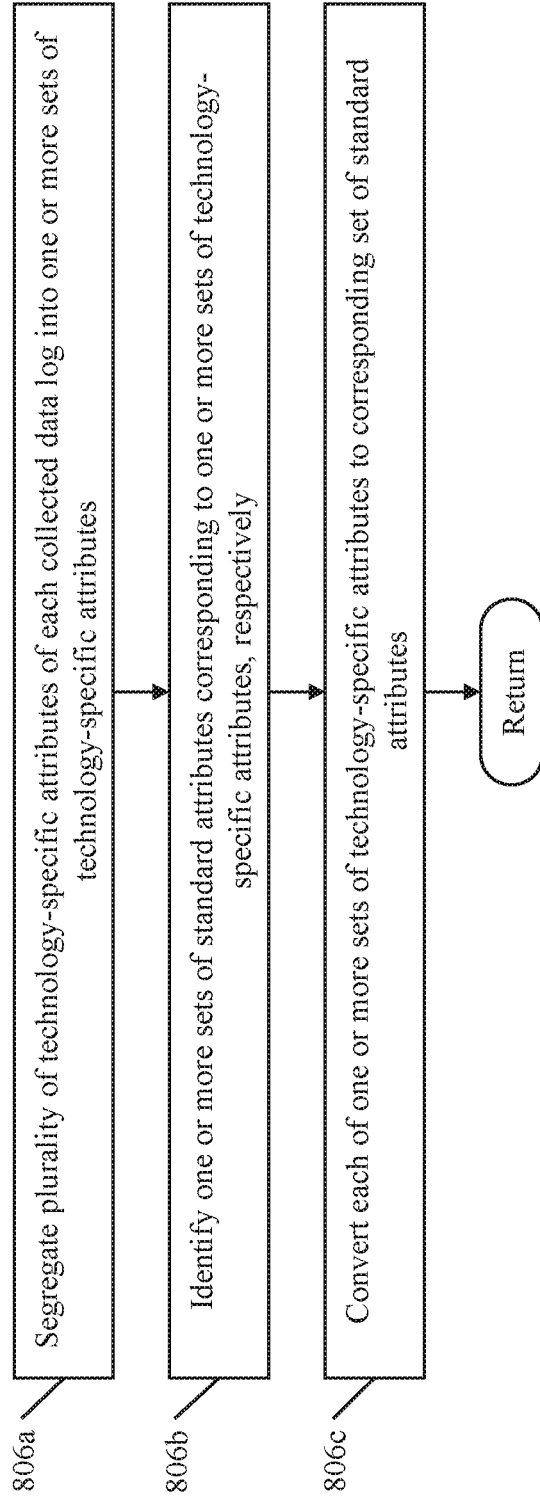 806a
Segregate plurality of technology-specific attributes of each collected data log into one or more sets of
technology-specific attributes
806b
Identify one or more sets of standard attributes corresponding to one or more sets of technology-
specific attributes, respectively
806c
Convert each of one or more sets of technology-specific attributes to corresponding set of standard
attributes
Return